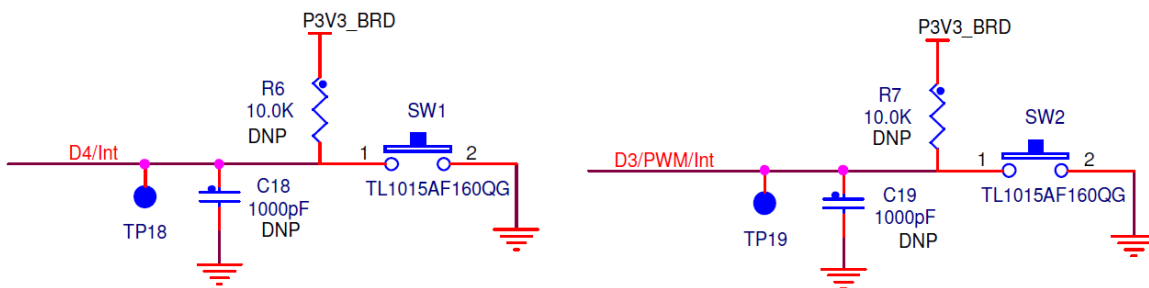 P3V3_BRD
R6
10.0K
DNP
SW1
D4/Int
1
2
C18
1000pF
DNP
TL1015AF160QG
TP18
P3V3_BRD
R7
10.0K
DNP
SW2
D3/PWM/Int
1
2
C19
1000pF
DNP
TL1015AF160QG
TP19